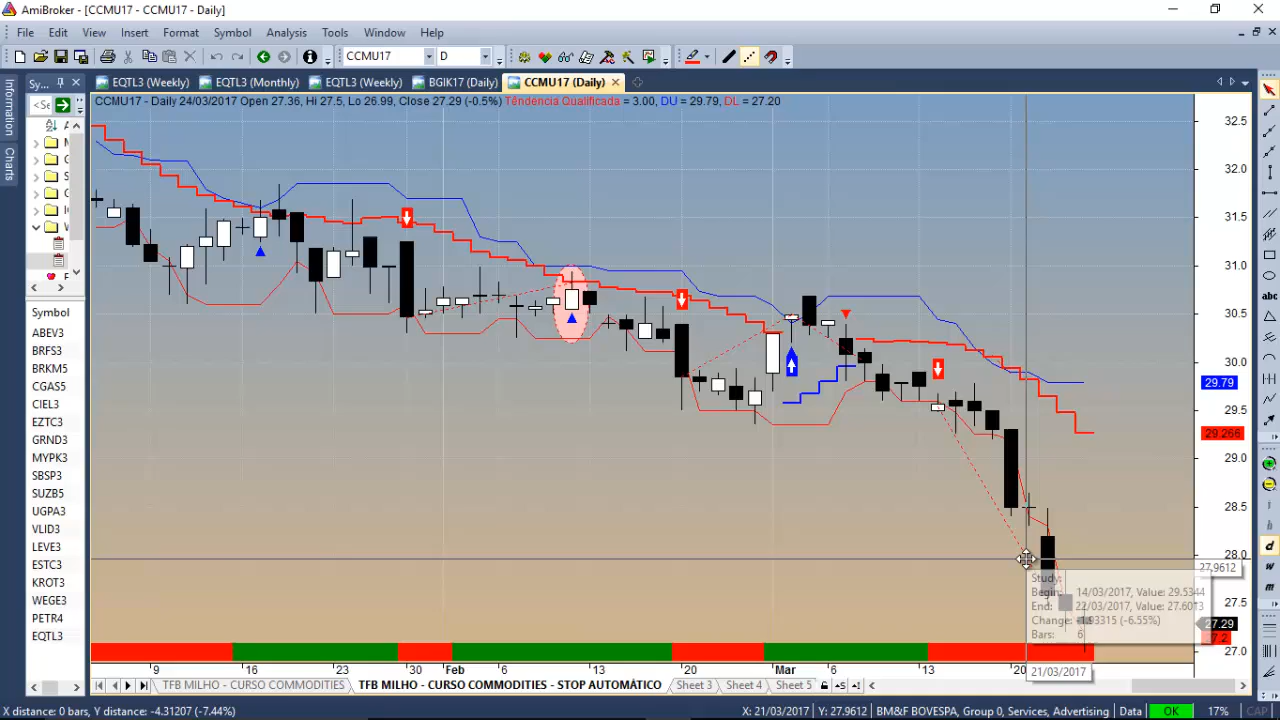 AmiBroker - [CCMU17 - CCMU17 - Daily]
File Edit View Insert Format Symbol Analysis Tools Window Help
CCMU17 D
Information
Charts
Sy...
EQTL3 (Weekly) EQTL3 (Monthly) EQTL3 (Weekly) BGIK17 (Daily) CCMU17 (Daily)
CCMU17 - Daily 24/03/2017 Open 27.36, Hi 27.5, Lo 26.99, Close 27.29 (-0.5%) Têndencia Qualificada = 3.00, DU = 29.79, DL = 27.20
32.5
32.0
31.5
31.0
30.5
30.0
29.79
29.5
29.266
29.0
28.5
28.0
27.9612
27.5
27.29
27.2
27.0
abc
Symbol
ABEV3
BRFS3
BRKM5
CGAS5
CIEL3
EZTC3
GRND3
MYPK3
SBSP3
SUZB5
UGPA3
VLID3
LEVE3
ESTC3
KROT3
WEGE3
PETR4
EQTL3
Study:
Begin: 14/03/2017, Value: 29.5344
End: 22/03/2017, Value: 27.6013
Bars: 6
9 16 23 30 Feb 6 13 20 Mar 6 13 20
21/03/2017
TFB MILHO - CURSO COMMODITIES TFB MILHO - CURSO COMMODITIES - STOP AUTOMÁTICO Sheet 3 Sheet 4 Sheet 5
X distance: 0 bars, Y distance: -4.31207 (-7.44%) X: 21/03/2017 Y: 27.9612 BM&F BOVESPA, Group 0, Services, Advertising Data OK 17% CAP